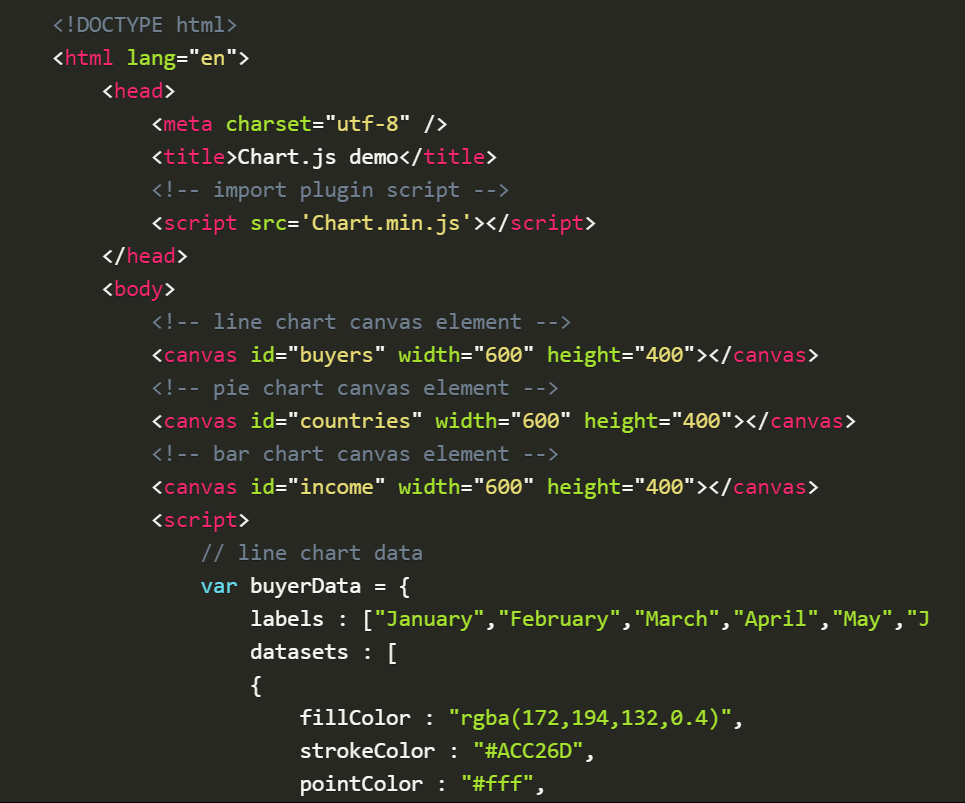 <!DOCTYPE html>
<html lang="en">
    <head>
        <meta charset="utf-8" />
        <title>Chart.js demo</title>
        <!-- import plugin script -->
        <script src='Chart.min.js'></script>
    </head>
    <body>
        <!-- line chart canvas element -->
        <canvas id="buyers" width="600" height="400"></canvas>
        <!-- pie chart canvas element -->
        <canvas id="countries" width="600" height="400"></canvas>
        <!-- bar chart canvas element -->
        <canvas id="income" width="600" height="400"></canvas>
        <script>
            // line chart data
            var buyerData = {
                labels : ["January","February","March","April","May","J
                datasets : [
                {
                    fillColor : "rgba(172,194,132,0.4)",
                    strokeColor : "#ACC26D",
                    pointColor : "#fff",